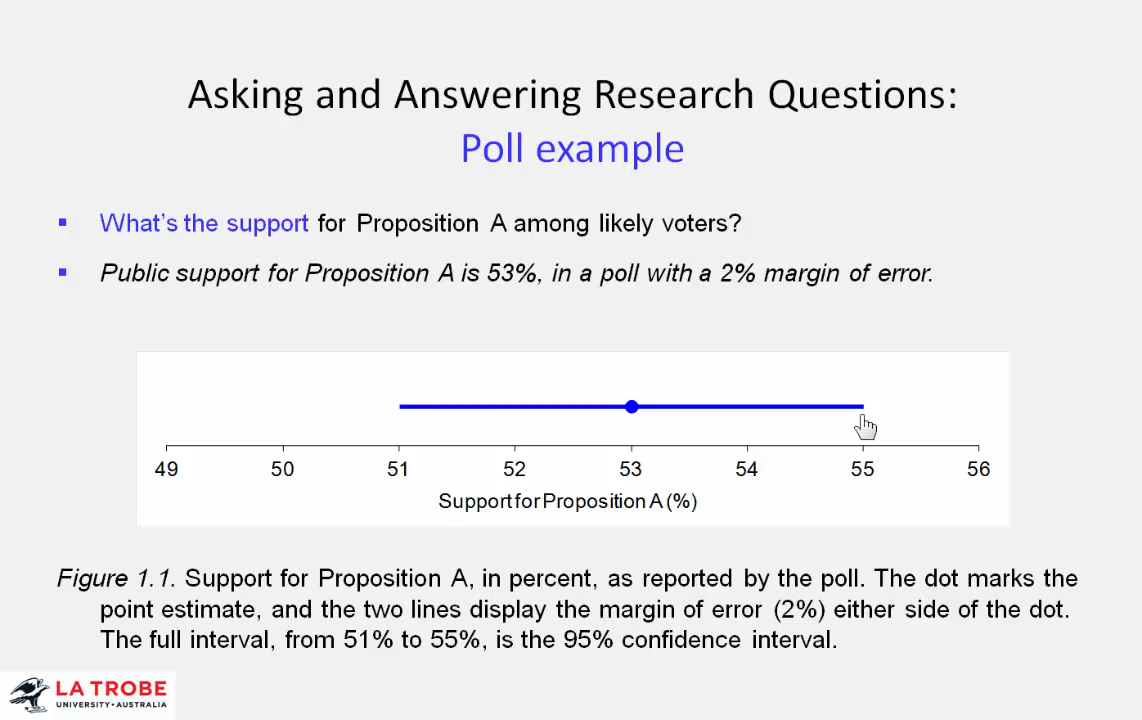 Asking and Answering Research Questions:
Poll example
▪ What's the support for Proposition A among likely voters?
▪ Public support for Proposition A is 53%, in a poll with a 2% margin of error.
49 50 51 52 53 54 55 56
Support for Proposition A (%)
Figure 1.1. Support for Proposition A, in percent, as reported by the poll. The dot marks the
point estimate, and the two lines display the margin of error (2%) either side of the dot.
The full interval, from 51% to 55%, is the 95% confidence interval.
LA TROBE
UNIVERSITY • AUSTRALIA